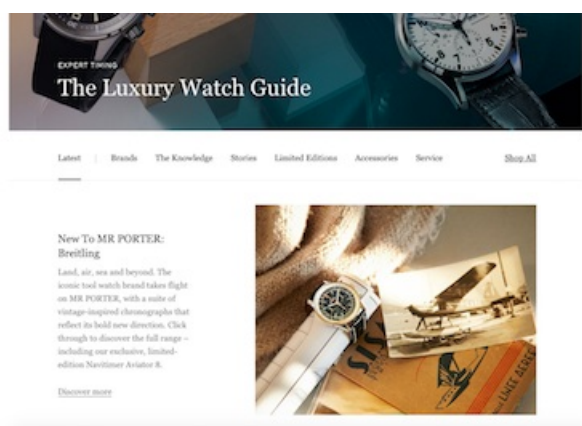 EXPERT TIMING
The Luxury Watch Guide
Latest | Brands The Knowledge Stories Limited Editions Accessories Service Shop All
New To MR PORTER:
Breitling
Land, air, sea and beyond. The
iconic tool watch brand takes flight
on MR PORTER, with a suite of
vintage-inspired chronographs that
reflect its bold new direction. Click
through to discover the full range –
including our exclusive, limited-
edition Navitimer Aviator 8.
Discover more